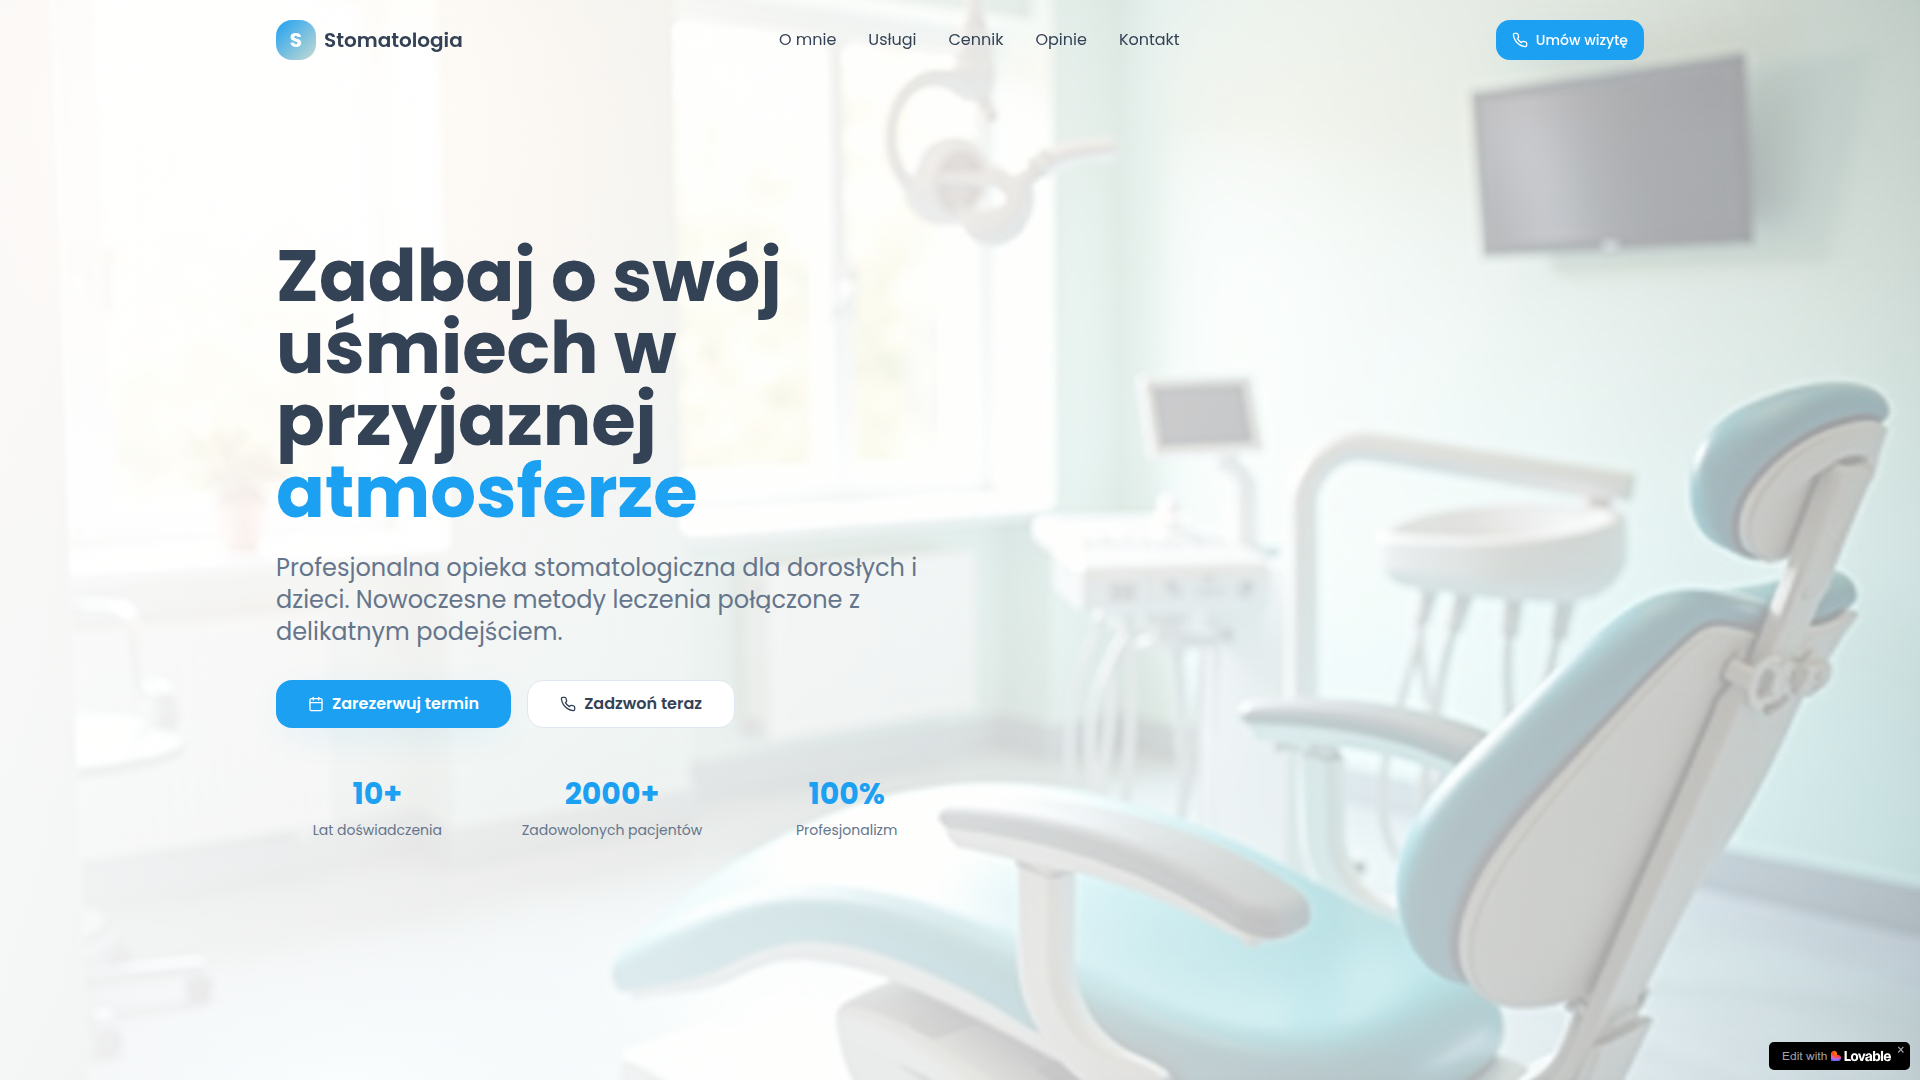 S Stomatologia
O mnie Usługi Cennik Opinie Kontakt
Umów wizytę
Zadbaj o swój
uśmiech w
przyjaznej
atmosferze
Profesjonalna opieka stomatologiczna dla dorosłych i
dzieci. Nowoczesne metody leczenia połączone z
delikatnym podejściem.
Zarezerwuj termin
Zadzwoń teraz
10+
Lat doświadczenia
2000+
Zadowolonych pacjentów
100%
Profesjonalizm
Edit with Lovable ×